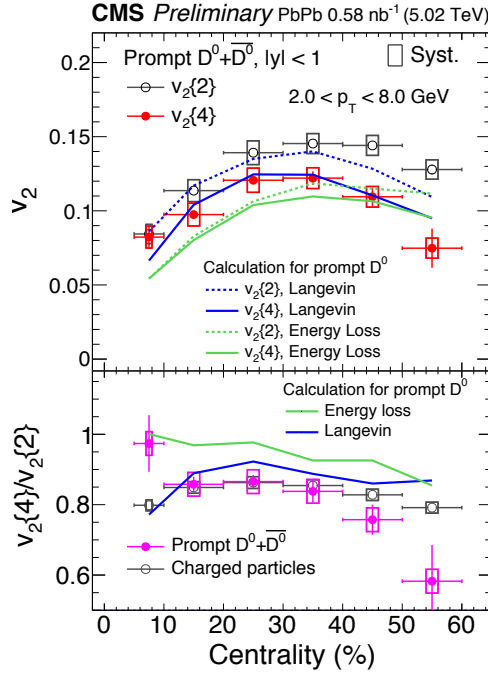 CMS Preliminary PbPb 0.58 nb⁻¹ (5.02 TeV)
Prompt D⁰+D̅⁰, |y| < 1
Syst.
v₂{2}
v₂{4}
2.0 < p_T < 8.0 GeV
0.2
0.15
0.1
0.05
0
v₂
Calculation for prompt D⁰
v₂{2}, Langevin
v₂{4}, Langevin
v₂{2}, Energy Loss
v₂{4}, Energy Loss
Calculation for prompt D⁰
Energy loss
Langevin
1
0.8
0.6
v₂{4}/v₂{2}
Prompt D⁰+D̅⁰
Charged particles
0 10 20 30 40 50 60
Centrality (%)